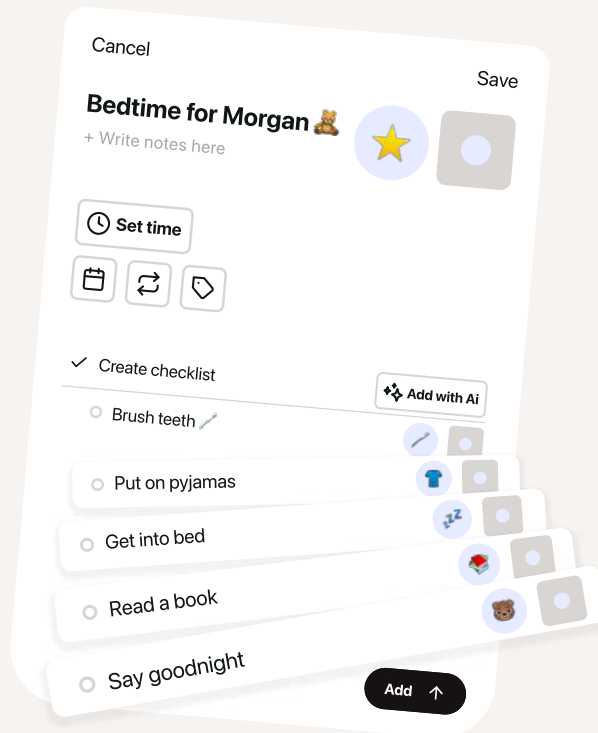 Cancel
Save
Bedtime for Morgan 🧸
+ Write notes here
Set time
Create checklist
Add with Ai
Brush teeth 🪥
Put on pyjamas
Get into bed
Read a book
Say goodnight
Add